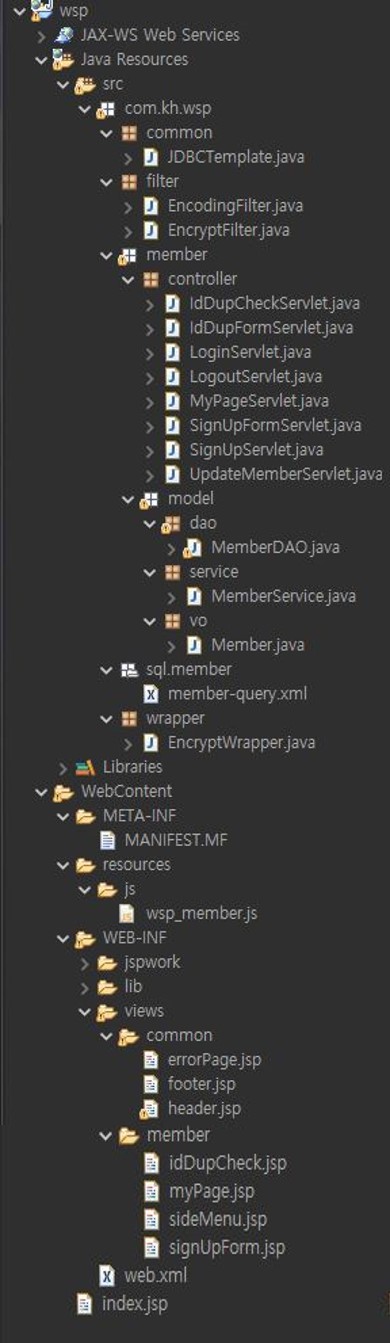 wsp
JAX-WS Web Services
Java Resources
src
com.kh.wsp
common
JDBCTemplate.java
filter
EncodingFilter.java
EncryptFilter.java
member
controller
IdDupCheckServlet.java
IdDupFormServlet.java
LoginServlet.java
LogoutServlet.java
MyPageServlet.java
SignUpFormServlet.java
SignUpServlet.java
UpdateMemberServlet.java
model
dao
MemberDAO.java
service
MemberService.java
vo
Member.java
sql.member
member-query.xml
wrapper
EncryptWrapper.java
Libraries
WebContent
META-INF
MANIFEST.MF
resources
js
wsp_member.js
WEB-INF
jspwork
lib
views
common
errorPage.jsp
footer.jsp
header.jsp
member
idDupCheck.jsp
myPage.jsp
sideMenu.jsp
signUpForm.jsp
web.xml
index.jsp